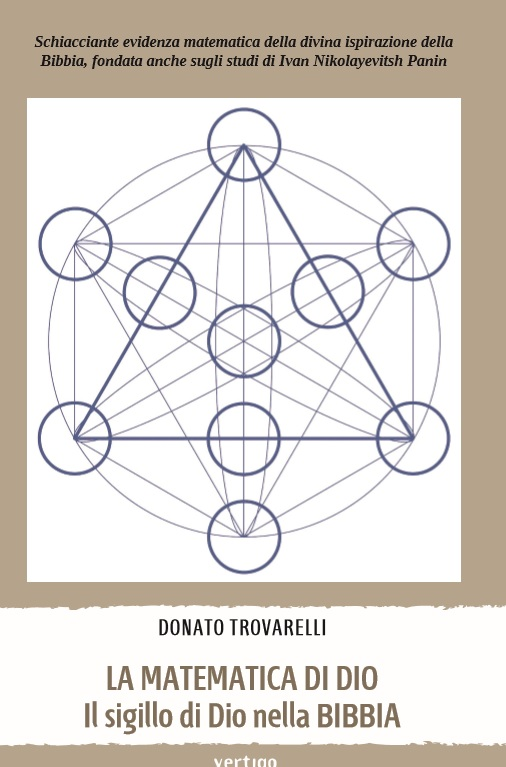 Schiacciante evidenza matematica della divina ispirazione della
Bibbia, fondata anche sugli studi di Ivan Nikolayevitsh Panin
DONATO TROVARELLI
LA MATEMATICA DI DIO
Il sigillo di Dio nella BIBBIA
vertigo